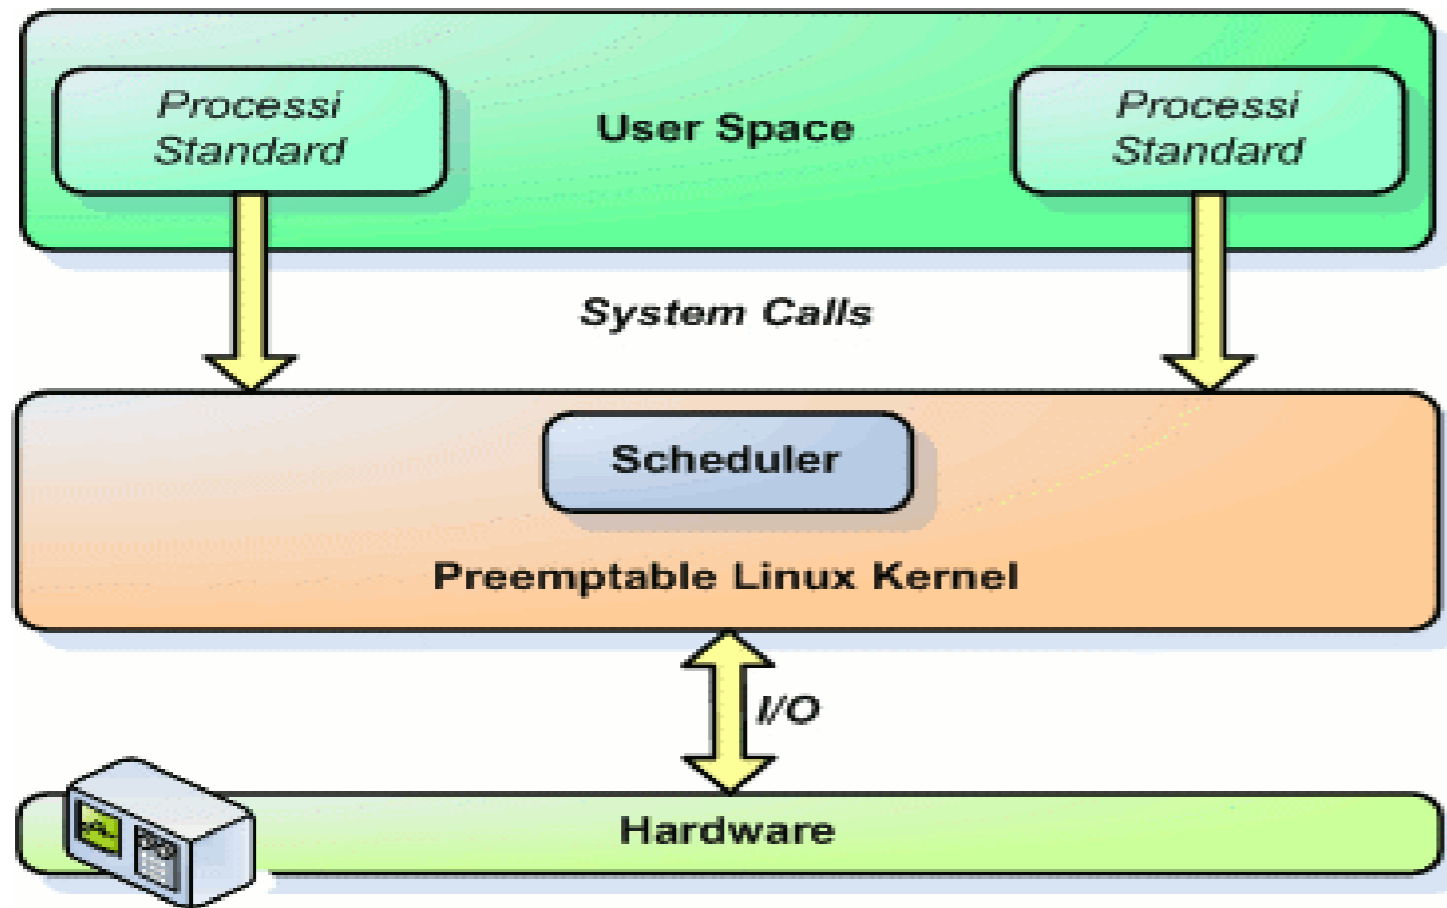 Processi
Standard
User Space
Processi
Standard
System Calls
Scheduler
Preemptable Linux Kernel
I/O
Hardware